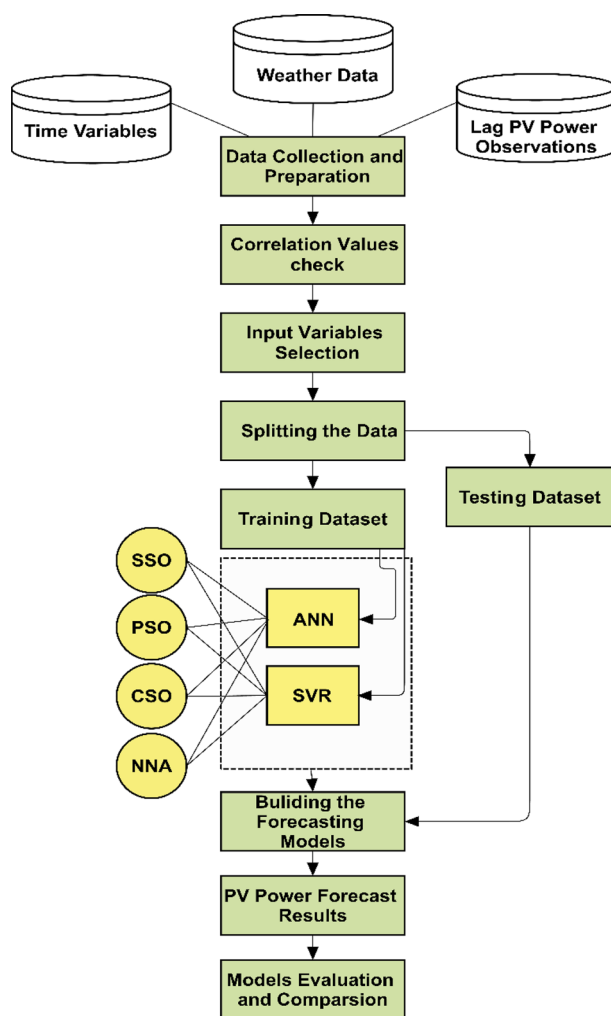 Weather Data
Time Variables
Lag PV Power
Observations
Data Collection and
Preparation
Correlation Values
check
Input Variables
Selection
Splitting the Data
Testing Dataset
Training Dataset
SSO
PSO
CSO
NNA
ANN
SVR
Buliding the
Forecasting
Models
PV Power Forecast
Results
Models Evaluation
and Comparsion